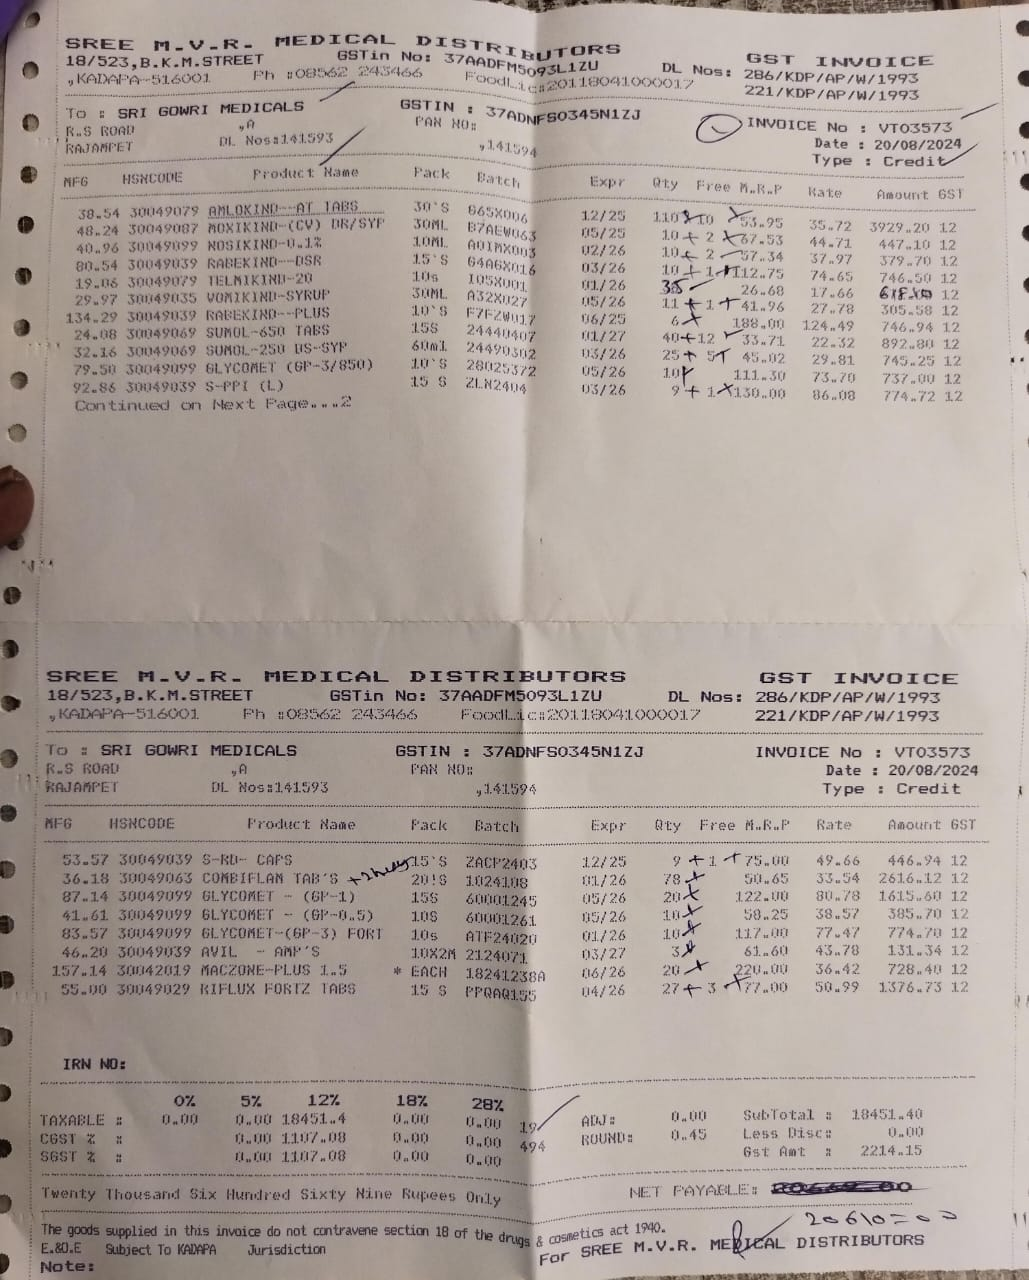 SREE M.V.R. MEDICAL DISTRIBUTORS GST INVOICE
18/523,B.K.M.STREET GSTin No: 37AADFM5093L1ZU DL Nos: 286/KDP/AP/W/1993
,KADAPA-516001 Ph :08562 243466 FoodLic:20118041000017 221/KDP/AP/W/1993
To : SRI GOWRI MEDICALS GSTIN : 37ADNFS0345N1ZJ INVOICE No : VT03573
R.S ROAD ,A PAN NO: Date : 20/08/2024
RAJAMPET DL Nos:141593 ,141594 Type : Credit
MFG HSNCODE Product Name Pack Batch Expr Qty Free M.R.P Rate Amount GST
38.54 30049079 AMLOKIND--AT TABS 30'S 865X006 12/25 110 10 53.95 35.72 3929.20 12
48.24 30049087 MOXIKIND-(CV) DR/SYP 30ML B7AEW063 05/25 10 + 2 67.53 44.71 447.10 12
40.96 30049099 NOSIKIND-0.1% 10ML A01MX003 02/26 10 + 2 57.34 37.97 379.70 12
80.54 30049039 RABEKIND--DSR 15'S G4AGX016 03/26 10 + 1 112.75 74.65 746.50 12
19.06 30049079 TELMIKIND-20 10s I05X001 01/26 35 26.68 17.66 12
29.97 30049035 VOMIKIND-SYRUP 30ML A32X027 05/26 11 + 1 + 41.96 27.78 305.58 12
134.29 30049039 RABEKIND--PLUS 10'S F7FZW017 06/25 6 188.00 124.49 746.94 12
24.08 30049069 SUMOL-650 TABS 15S 24440407 01/27 40+12 33.71 22.32 892.80 12
32.16 30049069 SUMOL-250 DS-SYP 60ml 24490302 03/26 25+ 5 45.02 29.81 745.25 12
79.50 30049099 GLYCOMET (GP-3/850) 10'S 28025372 05/26 10 111.30 73.70 737.00 12
92.86 30049039 S-PPI (L) 15 S ZLN2404 03/26 9 + 1 130.00 86.08 774.72 12
Continued on Next Page...2
SREE M.V.R. MEDICAL DISTRIBUTORS GST INVOICE
18/523,B.K.M.STREET GSTin No: 37AADFM5093L1ZU DL Nos: 286/KDP/AP/W/1993
,KADAPA-516001 Ph :08562 243466 FoodLic:20118041000017 221/KDP/AP/W/1993
To : SRI GOWRI MEDICALS GSTIN : 37ADNFS0345N1ZJ INVOICE No : VT03573
R.S ROAD ,A PAN NO: Date : 20/08/2024
RAJAMPET DL Nos:141593 ,141594 Type : Credit
MFG HSNCODE Product Name Pack Batch Expr Qty Free M.R.P Rate Amount GST
53.57 30049039 S-RD- CAPS 15'S ZACP2403 12/25 9 +1 + 75.00 49.66 446.94 12
36.18 30049063 COMBIFLAN TAB'S 20!S 1024108 01/26 78 50.65 33.54 2616.12 12
87.14 30049099 GLYCOMET - (GP-1) 15S 60001245 05/26 20 122.00 80.78 1615.60 12
41.61 30049099 GLYCOMET - (GP-0.5) 10S 60001261 05/26 10 58.25 38.57 385.70 12
83.57 30049099 GLYCOMET-(GP-3) FORT 10s ATF24020 01/26 10 117.00 77.47 774.70 12
46.20 30049039 AVIL - AMP'S 10X2M 2124071 03/27 3 61.60 43.78 131.34 12
157.14 30042019 MACZONE-PLUS 1.5 * EACH 18241238A 06/26 20 220.00 36.42 728.40 12
55.00 30049029 RIFLUX FORTZ TABS 15 S PPQAQ155 04/26 27 + 3 77.00 50.99 1376.73 12
IRN NO:
0% 5% 12% 18% 28%
TAXABLE : 0.00 0.00 18451.4 0.00 0.00 19 ADJ: 0.00 SubTotal : 18451.40
CGST % : 0.00 1107.08 0.00 0.00 494 ROUND: 0.45 Less Disc: 0.00
SGST % : 0.00 1107.08 0.00 0.00 Gst Amt : 2214.15
Twenty Thousand Six Hundred Sixty Nine Rupees Only NET PAYABLE:
20610=00
The goods supplied in this invoice do not contravene section 18 of the drugs & cosmetics act 1940.
E.&O.E Subject To KADAPA Jurisdiction For SREE M.V.R. MEDICAL DISTRIBUTORS
Note: